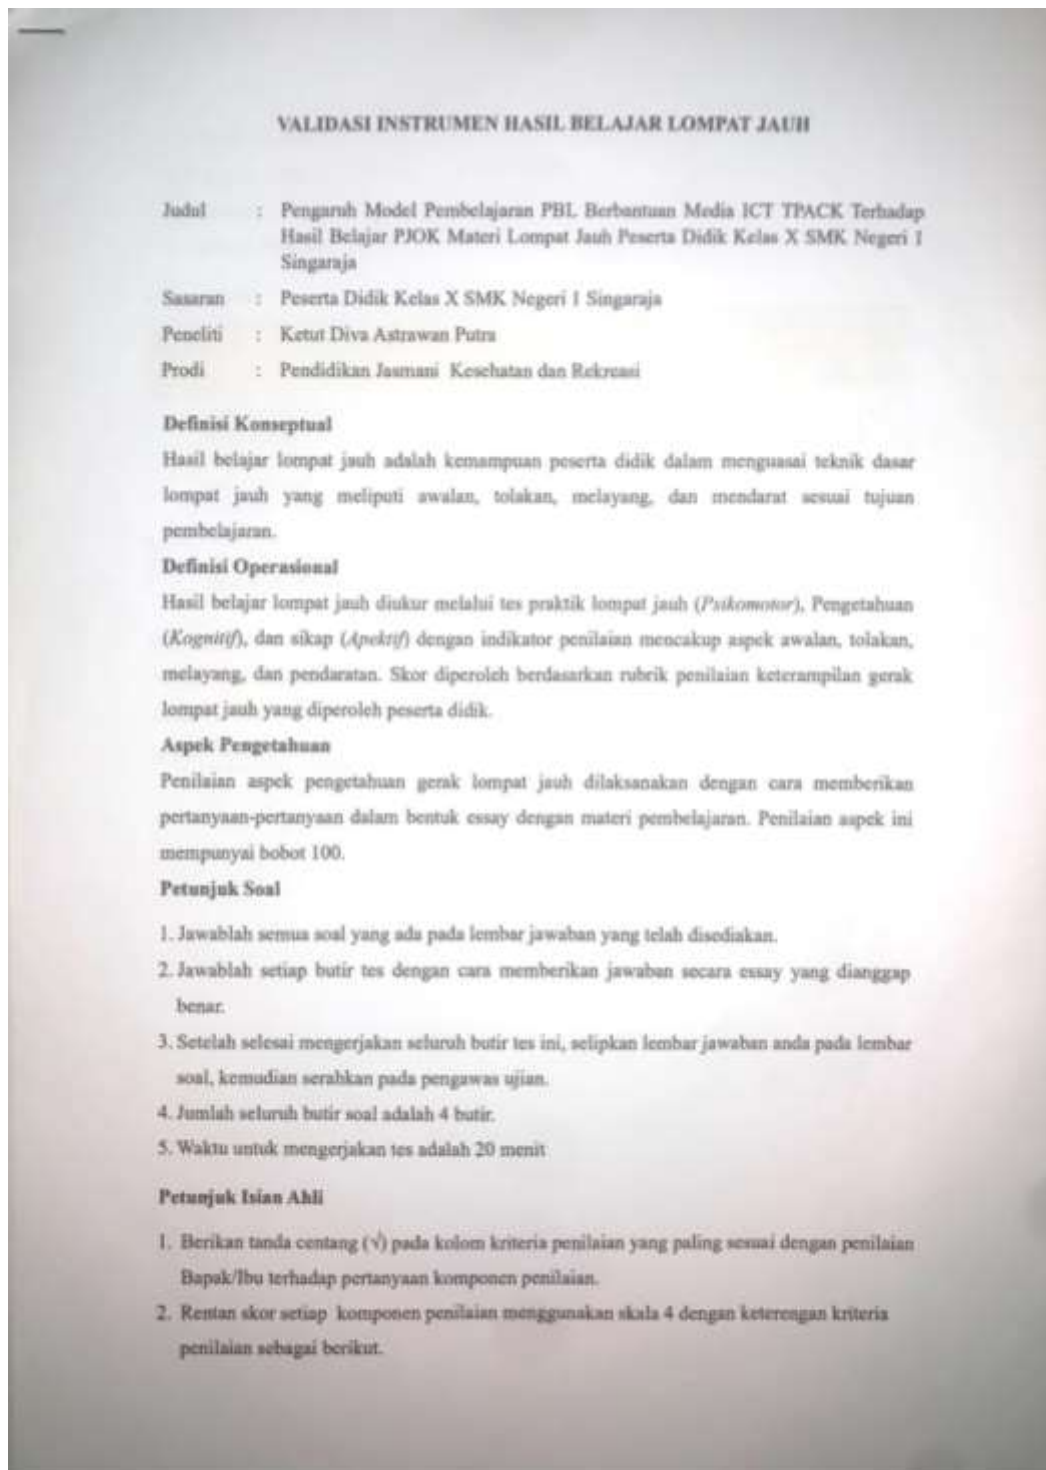 VALIDASI INSTRUMEN HASIL BELAJAR LOMPAT JAUH
Judul : Pengaruh Model Pembelajaran PBL Berbantuan Media ICT TPACK Terhadap
Hasil Belajar PJOK Materi Lompat Jauh Peserta Didik Kelas X SMK Negeri 1
Singaraja
Sasaran : Peserta Didik Kelas X SMK Negeri 1 Singaraja
Peneliti : Ketut Diva Astrawan Putra
Prodi : Pendidikan Jasmani Kesehatan dan Rekreasi
Definisi Konseptual
Hasil belajar lompat jauh adalah kemampuan peserta didik dalam menguasai teknik dasar
lompat jauh yang meliputi awalan, tolakan, melayang, dan mendarat sesuai tujuan
pembelajaran.
Definisi Operasional
Hasil belajar lompat jauh diukur melalui tes praktik lompat jauh (Psikomotor), Pengetahuan
(Kognitif), dan sikap (Apektif) dengan indikator penilaian mencakup aspek awalan, tolakan,
melayang, dan pendaratan. Skor diperoleh berdasarkan rubrik penilaian keterampilan gerak
lompat jauh yang diperoleh peserta didik.
Aspek Pengetahuan
Penilaian aspek pengetahuan gerak lompat jauh dilaksanakan dengan cara memberikan
pertanyaan-pertanyaan dalam bentuk essay dengan materi pembelajaran. Penilaian aspek ini
mempunyai bobot 100.
Petunjuk Soal
1. Jawablah semua soal yang ada pada lembar jawaban yang telah disediakan.
2. Jawablah setiap butir tes dengan cara memberikan jawaban secara essay yang dianggap
benar.
3. Setelah selesai mengerjakan seluruh butir tes ini, selipkan lembar jawaban anda pada lembar
soal, kemudian serahkan pada pengawas ujian.
4. Jumlah seluruh butir soal adalah 4 butir.
5. Waktu untuk mengerjakan tes adalah 20 menit
Petunjuk Isian Ahli
1. Berikan tanda centang (√) pada kolom kriteria penilaian yang paling sesuai dengan penilaian
Bapak/Ibu terhadap pertanyaan komponen penilaian.
2. Rentan skor setiap komponen penilaian menggunakan skala 4 dengan keterengan kriteria
penilaian sebagai berikut.